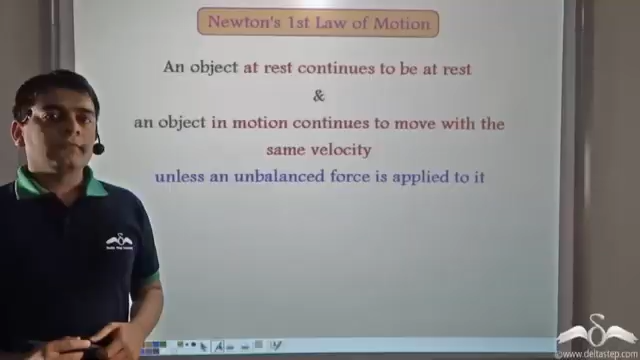 Newton's 1st Law of Motion
An object at rest continues to be at rest
&
an object in motion continues to move with the
same velocity
unless an unbalanced force is applied to it
www.deltastep.com